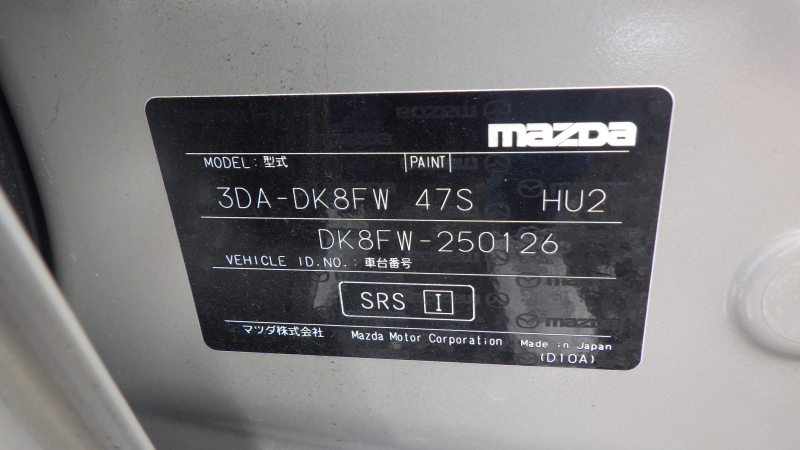 mazda
MODEL: 型式 PAINT
3DA-DK8FW 47S HU2
DK8FW-250126
VEHICLE ID.NO.: 車台番号
SRS I
マツダ株式会社 Mazda Motor Corporation Made in Japan
(D10A)